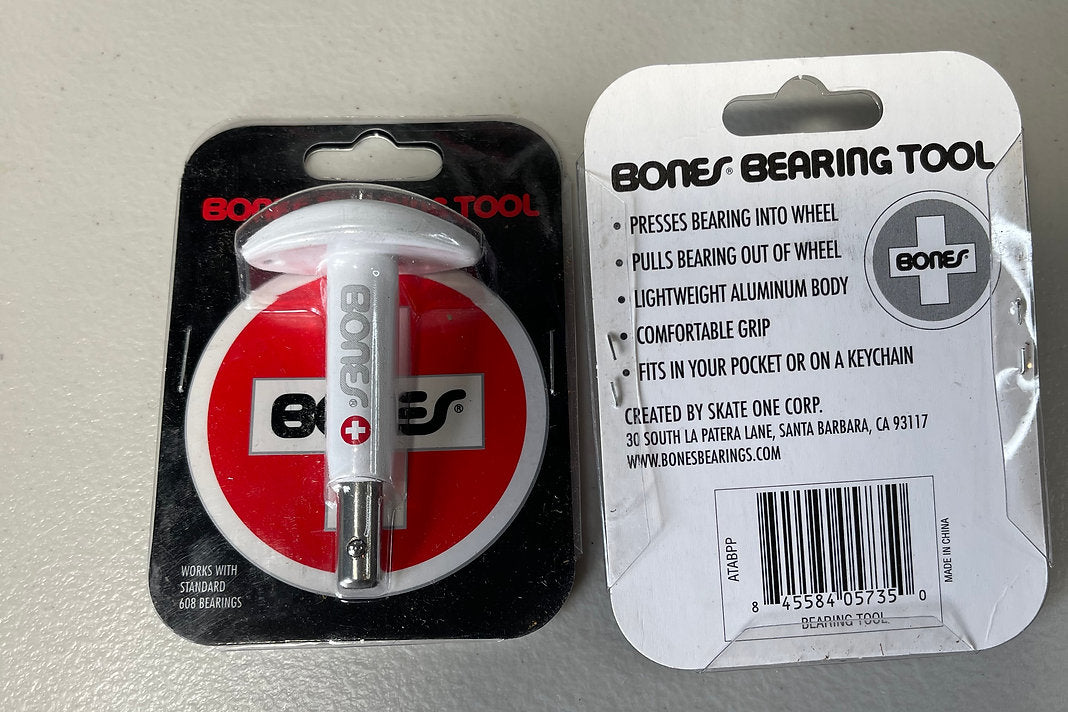 BONES BEARING TOOL
BONES®
BONES®
WORKS WITH
STANDARD
608 BEARINGS
BONES® BEARING TOOL
• PRESSES BEARING INTO WHEEL
• PULLS BEARING OUT OF WHEEL
• LIGHTWEIGHT ALUMINUM BODY
• COMFORTABLE GRIP
• FITS IN YOUR POCKET OR ON A KEYCHAIN
BONES
CREATED BY SKATE ONE CORP.
30 SOUTH LA PATERA LANE, SANTA BARBARA, CA 93117
WWW.BONESBEARINGS.COM
ATABPP
8 45584 05735 0
BEARING TOOL
MADE IN CHINA